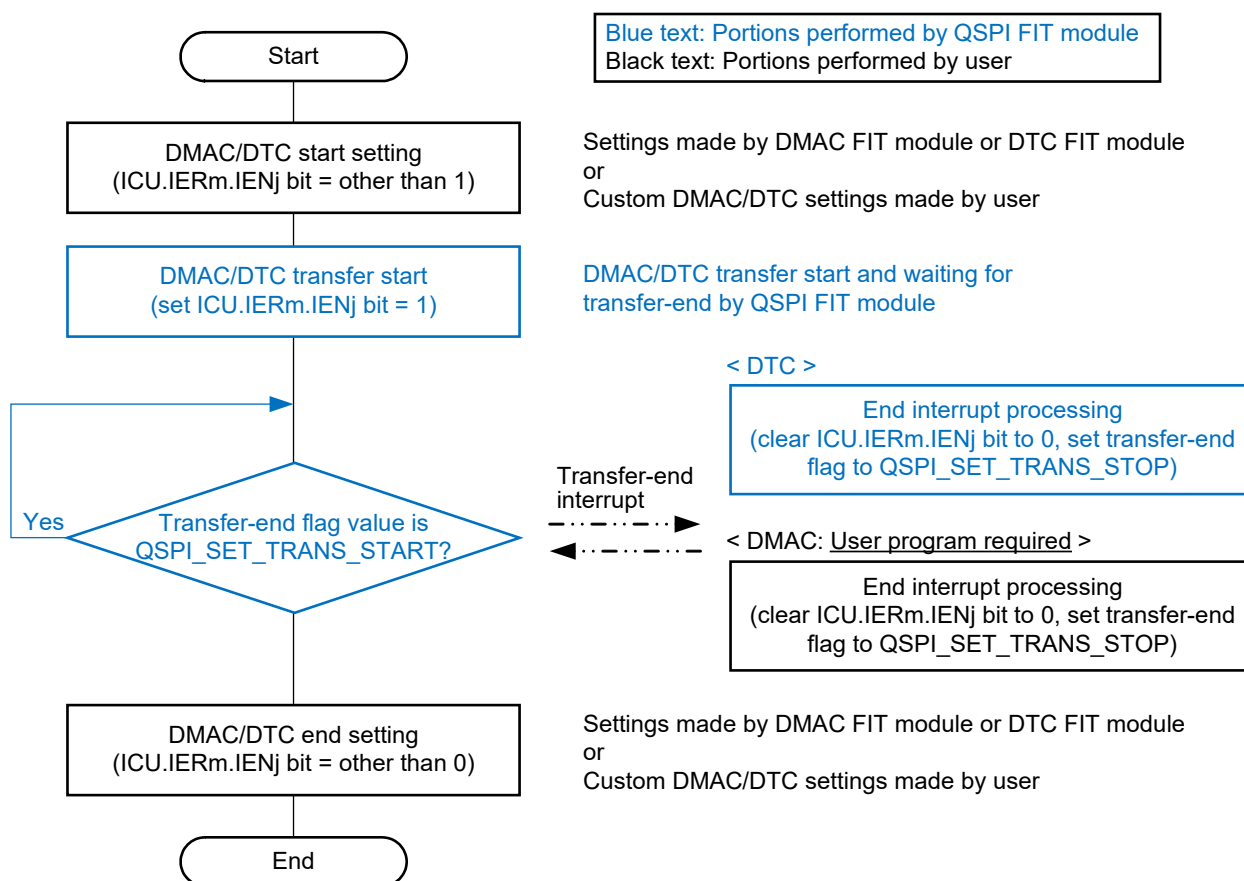 Start
Blue text: Portions performed by QSPI FIT module
Black text: Portions performed by user
DMAC/DTC start setting
(ICU.IERm.IENj bit = other than 1)
Settings made by DMAC FIT module or DTC FIT module
or
Custom DMAC/DTC settings made by user
DMAC/DTC transfer start
(set ICU.IERm.IENj bit = 1)
DMAC/DTC transfer start and waiting for
transfer-end by QSPI FIT module
< DTC >
End interrupt processing
(clear ICU.IERm.IENj bit to 0, set transfer-end
flag to QSPI_SET_TRANS_STOP)
Transfer-end
interrupt
Yes
Transfer-end flag value is
QSPI_SET_TRANS_START?
< DMAC: User program required >
End interrupt processing
(clear ICU.IERm.IENj bit to 0, set transfer-end
flag to QSPI_SET_TRANS_STOP)
DMAC/DTC end setting
(ICU.IERm.IENj bit = other than 0)
Settings made by DMAC FIT module or DTC FIT module
or
Custom DMAC/DTC settings made by user
End